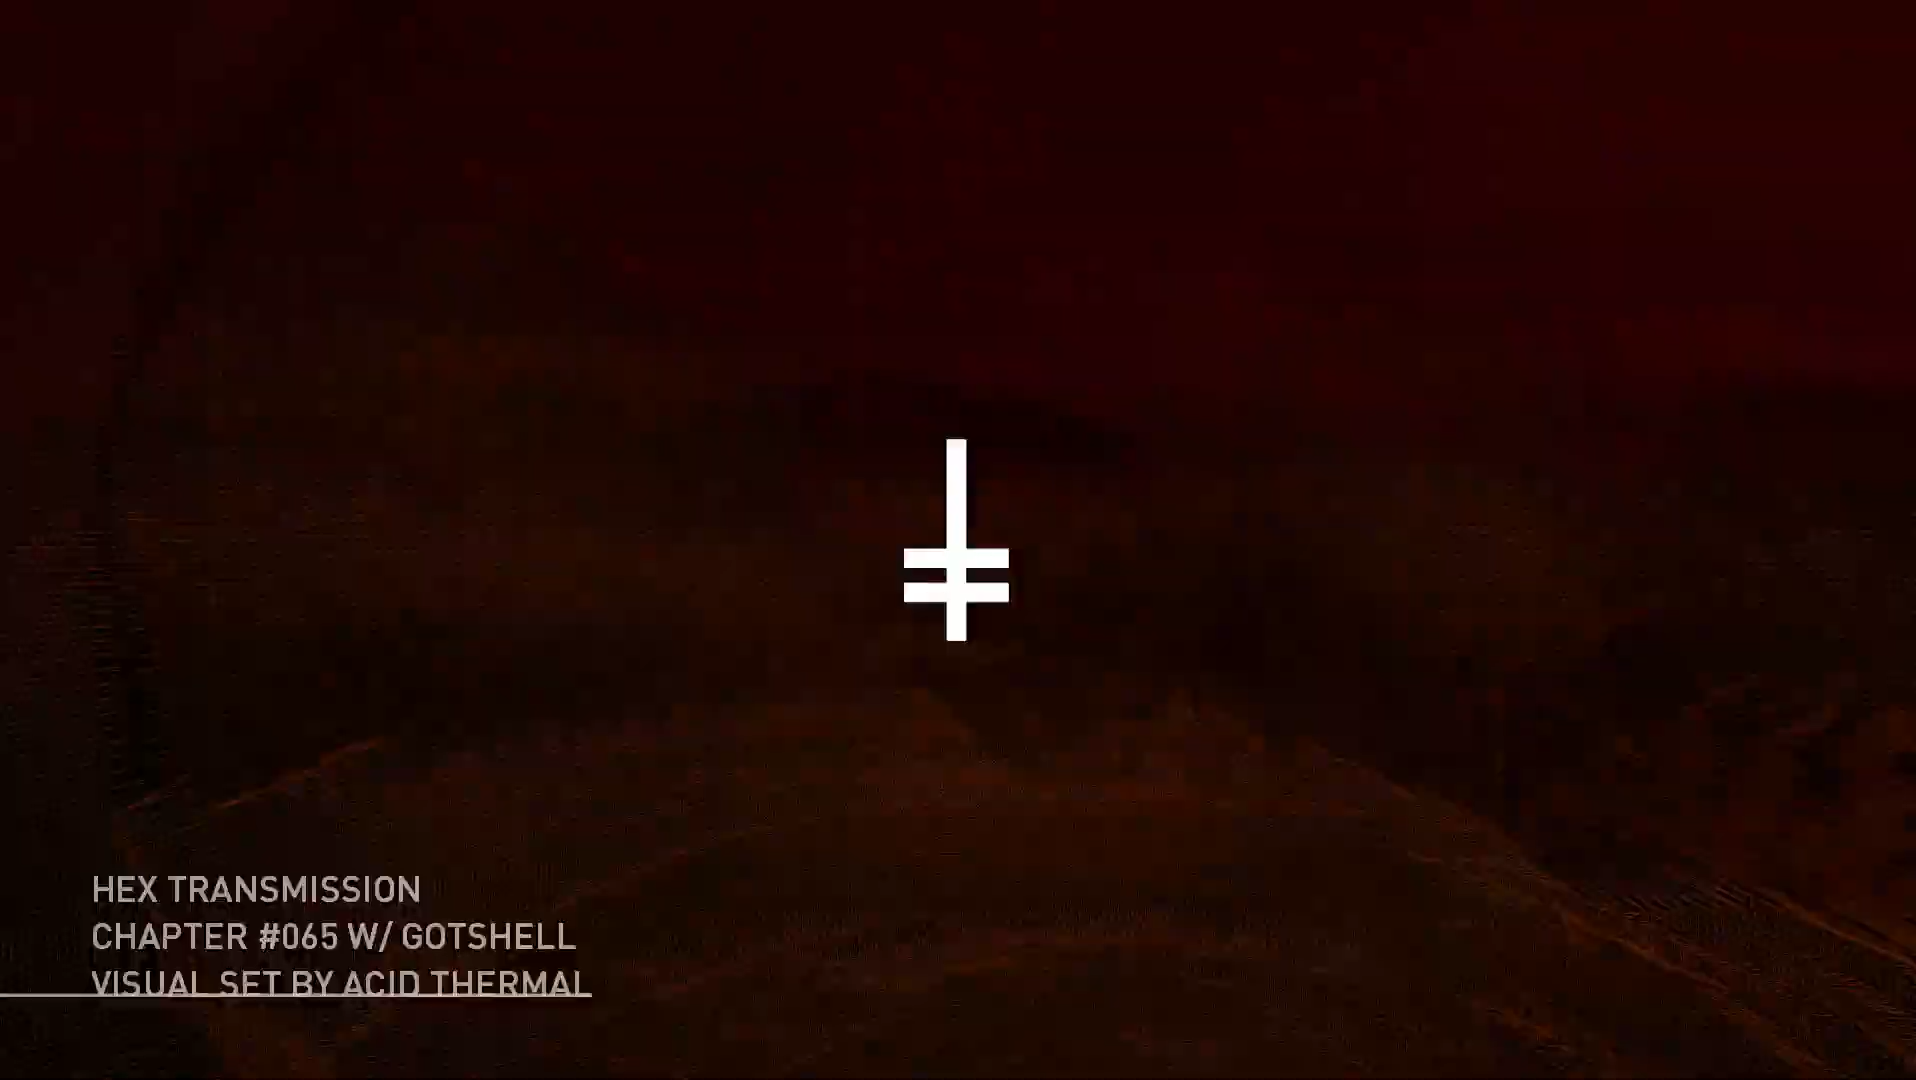 HEX TRANSMISSION
CHAPTER #065 W/ GOTSHELL
VISUAL SET BY ACID THERMAL